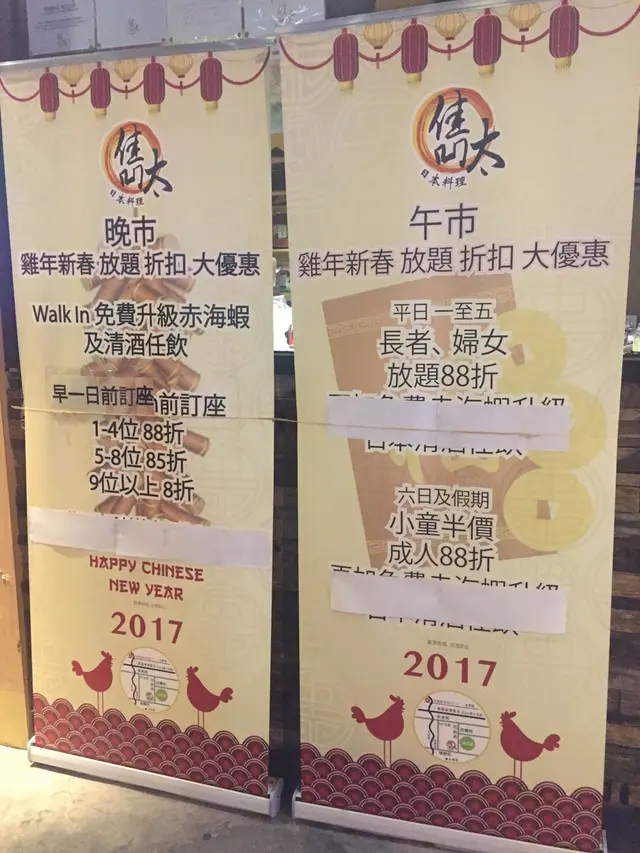 佳太
日本料理
晚市
雞年新春 放題 折扣 大優惠
Walk In 免費升級赤海蝦
及清酒任飲
早一日前訂座前訂座
1-4位 88折
5-8位 85折
9位以上 8折
HAPPY CHINESE
NEW YEAR
2017
佳太
日本料理
午市
雞年新春 放題 折扣 大優惠
平日一至五
長者、婦女
放題88折
六日及假期
小童半價
成人88折
2017